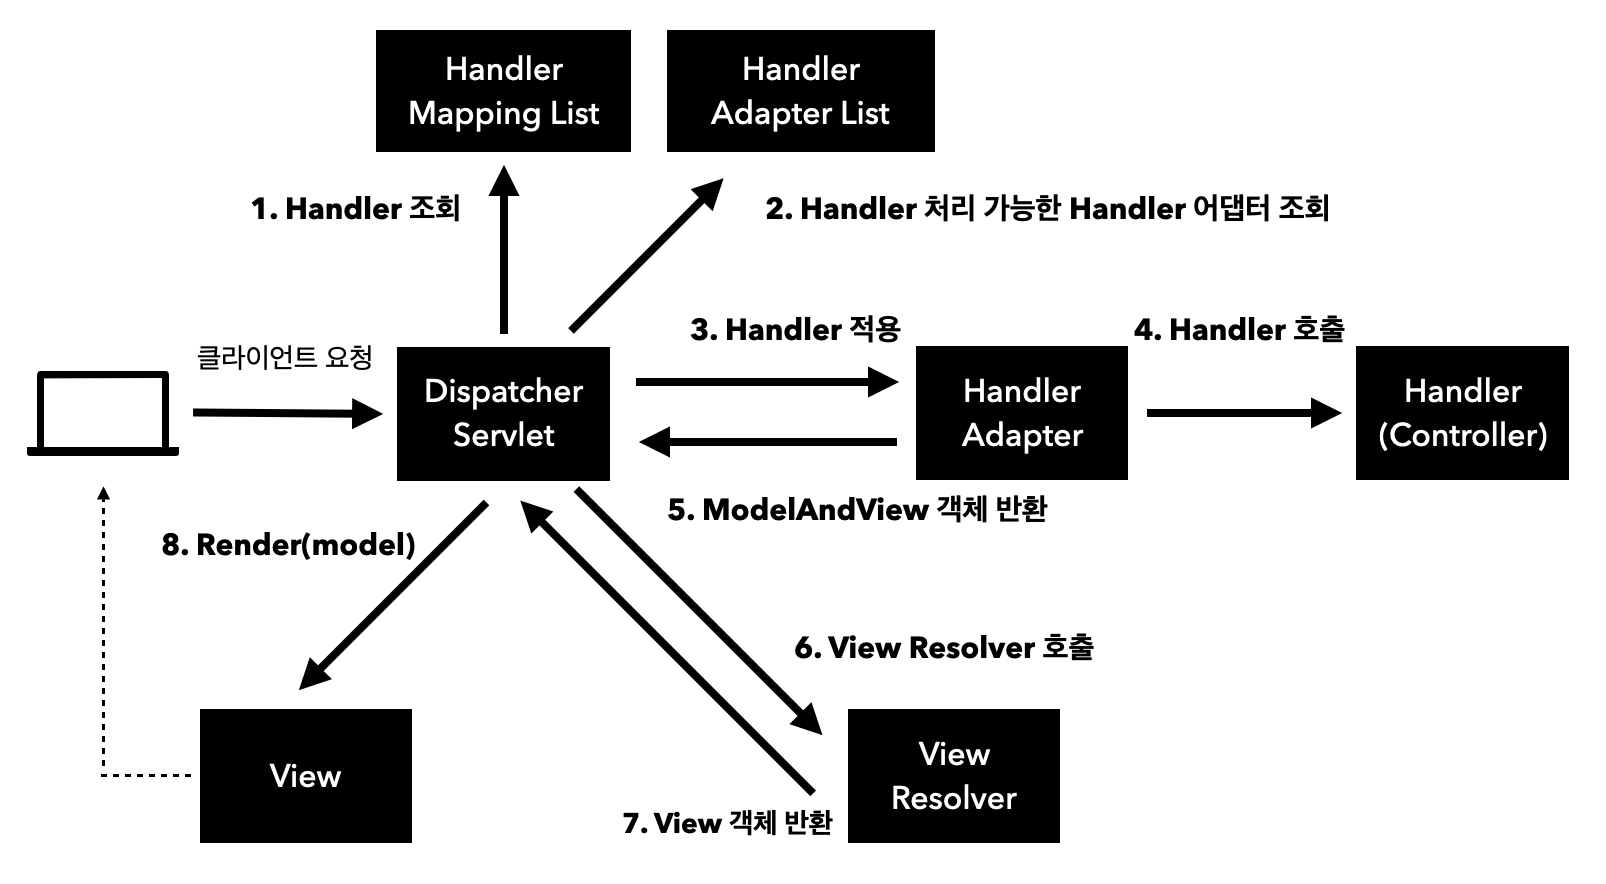 Handler
Mapping List
Handler
Adapter List
1. Handler 조회
2. Handler 처리 가능한 Handler 어댑터 조회
클라이언트 요청
3. Handler 적용
4. Handler 호출
Dispatcher
Servlet
Handler
Adapter
Handler
(Controller)
5. ModelAndView 객체 반환
8. Render(model)
6. View Resolver 호출
View
View
Resolver
7. View 객체 반환